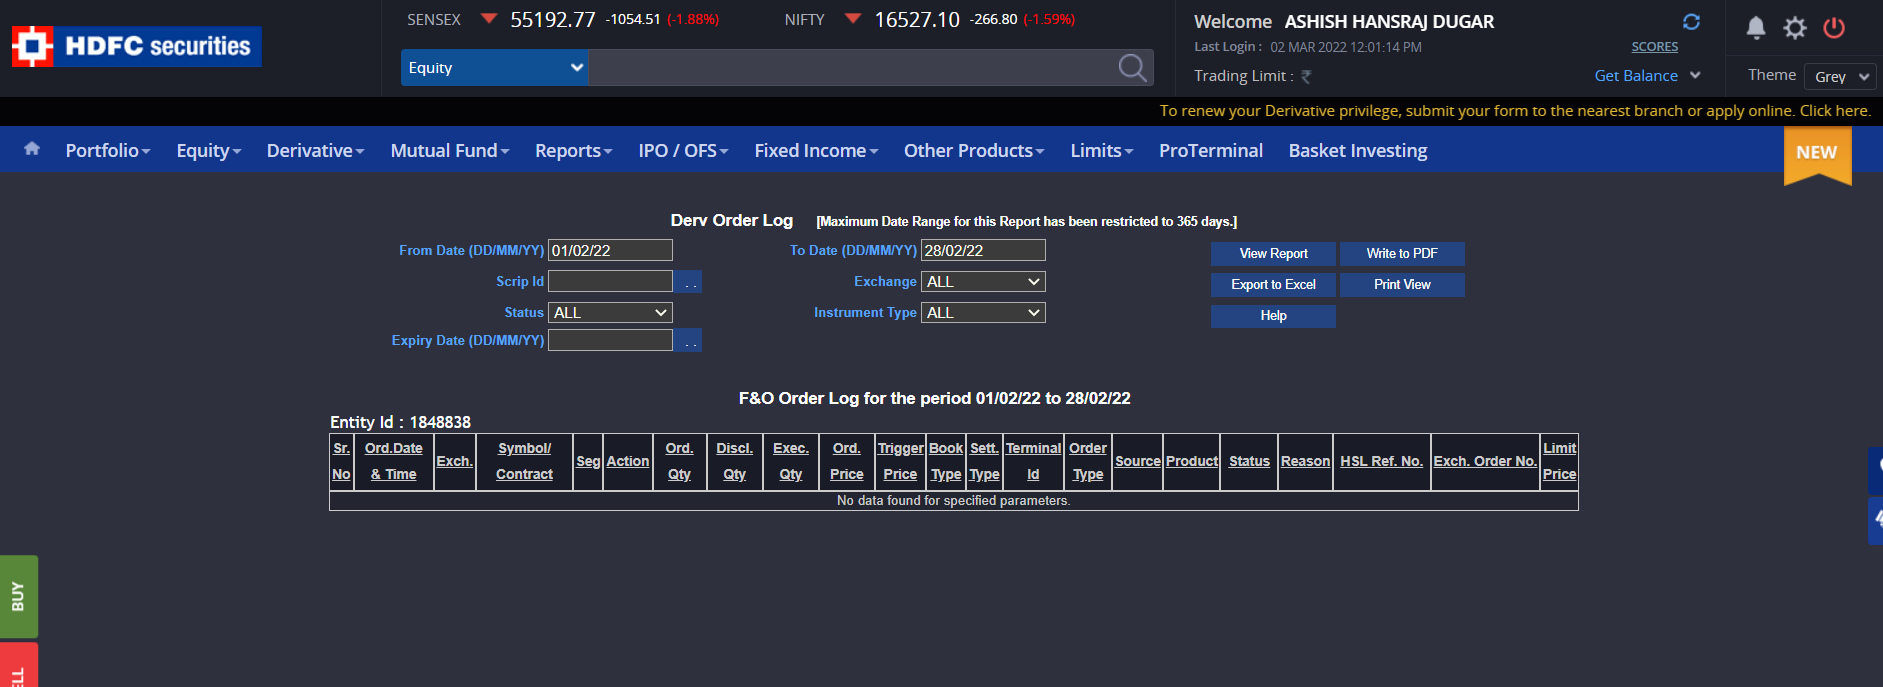 HDFC securities
SENSEX 55192.77 -1054.51 (-1.88%) NIFTY 16527.10 -266.80 (-1.59%)
Equity
Welcome ASHISH HANSRAJ DUGAR
Last Login : 02 MAR 2022 12:01:14 PM SCORES
Trading Limit : ₹ Get Balance
Theme Grey
To renew your Derivative privilege, submit your form to the nearest branch or apply online. Click here.
Portfolio Equity Derivative Mutual Fund Reports IPO / OFS Fixed Income Other Products Limits ProTerminal Basket Investing NEW
Derv Order Log [Maximum Date Range for this Report has been restricted to 365 days.]
From Date (DD/MM/YY) 01/02/22 To Date (DD/MM/YY) 28/02/22 View Report Write to PDF
Scrip Id . . Exchange ALL Export to Excel Print View
Status ALL Instrument Type ALL Help
Expiry Date (DD/MM/YY) . .
F&O Order Log for the period 01/02/22 to 28/02/22
Entity Id : 1848838
Sr. No Ord.Date & Time Exch. Symbol/ Contract Seg Action Ord. Qty Discl. Qty Exec. Qty Ord. Price Trigger Price Book Type Sett. Type Terminal Id Order Type Source Product Status Reason HSL Ref. No. Exch. Order No. Limit Price
No data found for specified parameters.
BUY